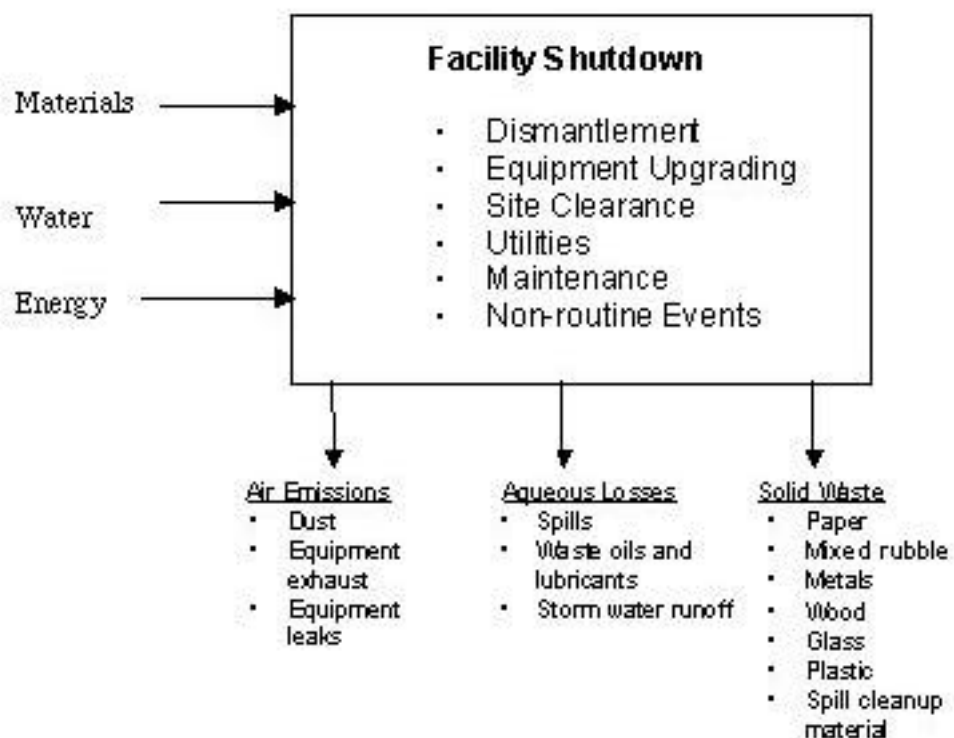 Facility Shutdown
Materials
Water
Energy
· Dismantlement
· Equipment Upgrading
· Site Clearance
· Utilities
· Maintenance
· Non-routine Events
Air Emissions
· Dust
· Equipment
exhaust
· Equipment
leaks
Aqueous Losses
· Spills
· Waste oils and
lubricants
· Storm water runoff
Solid Waste
· Paper
· Mixed rubble
· Metals
· Wood
· Glass
· Plastic
· Spill cleanup
material